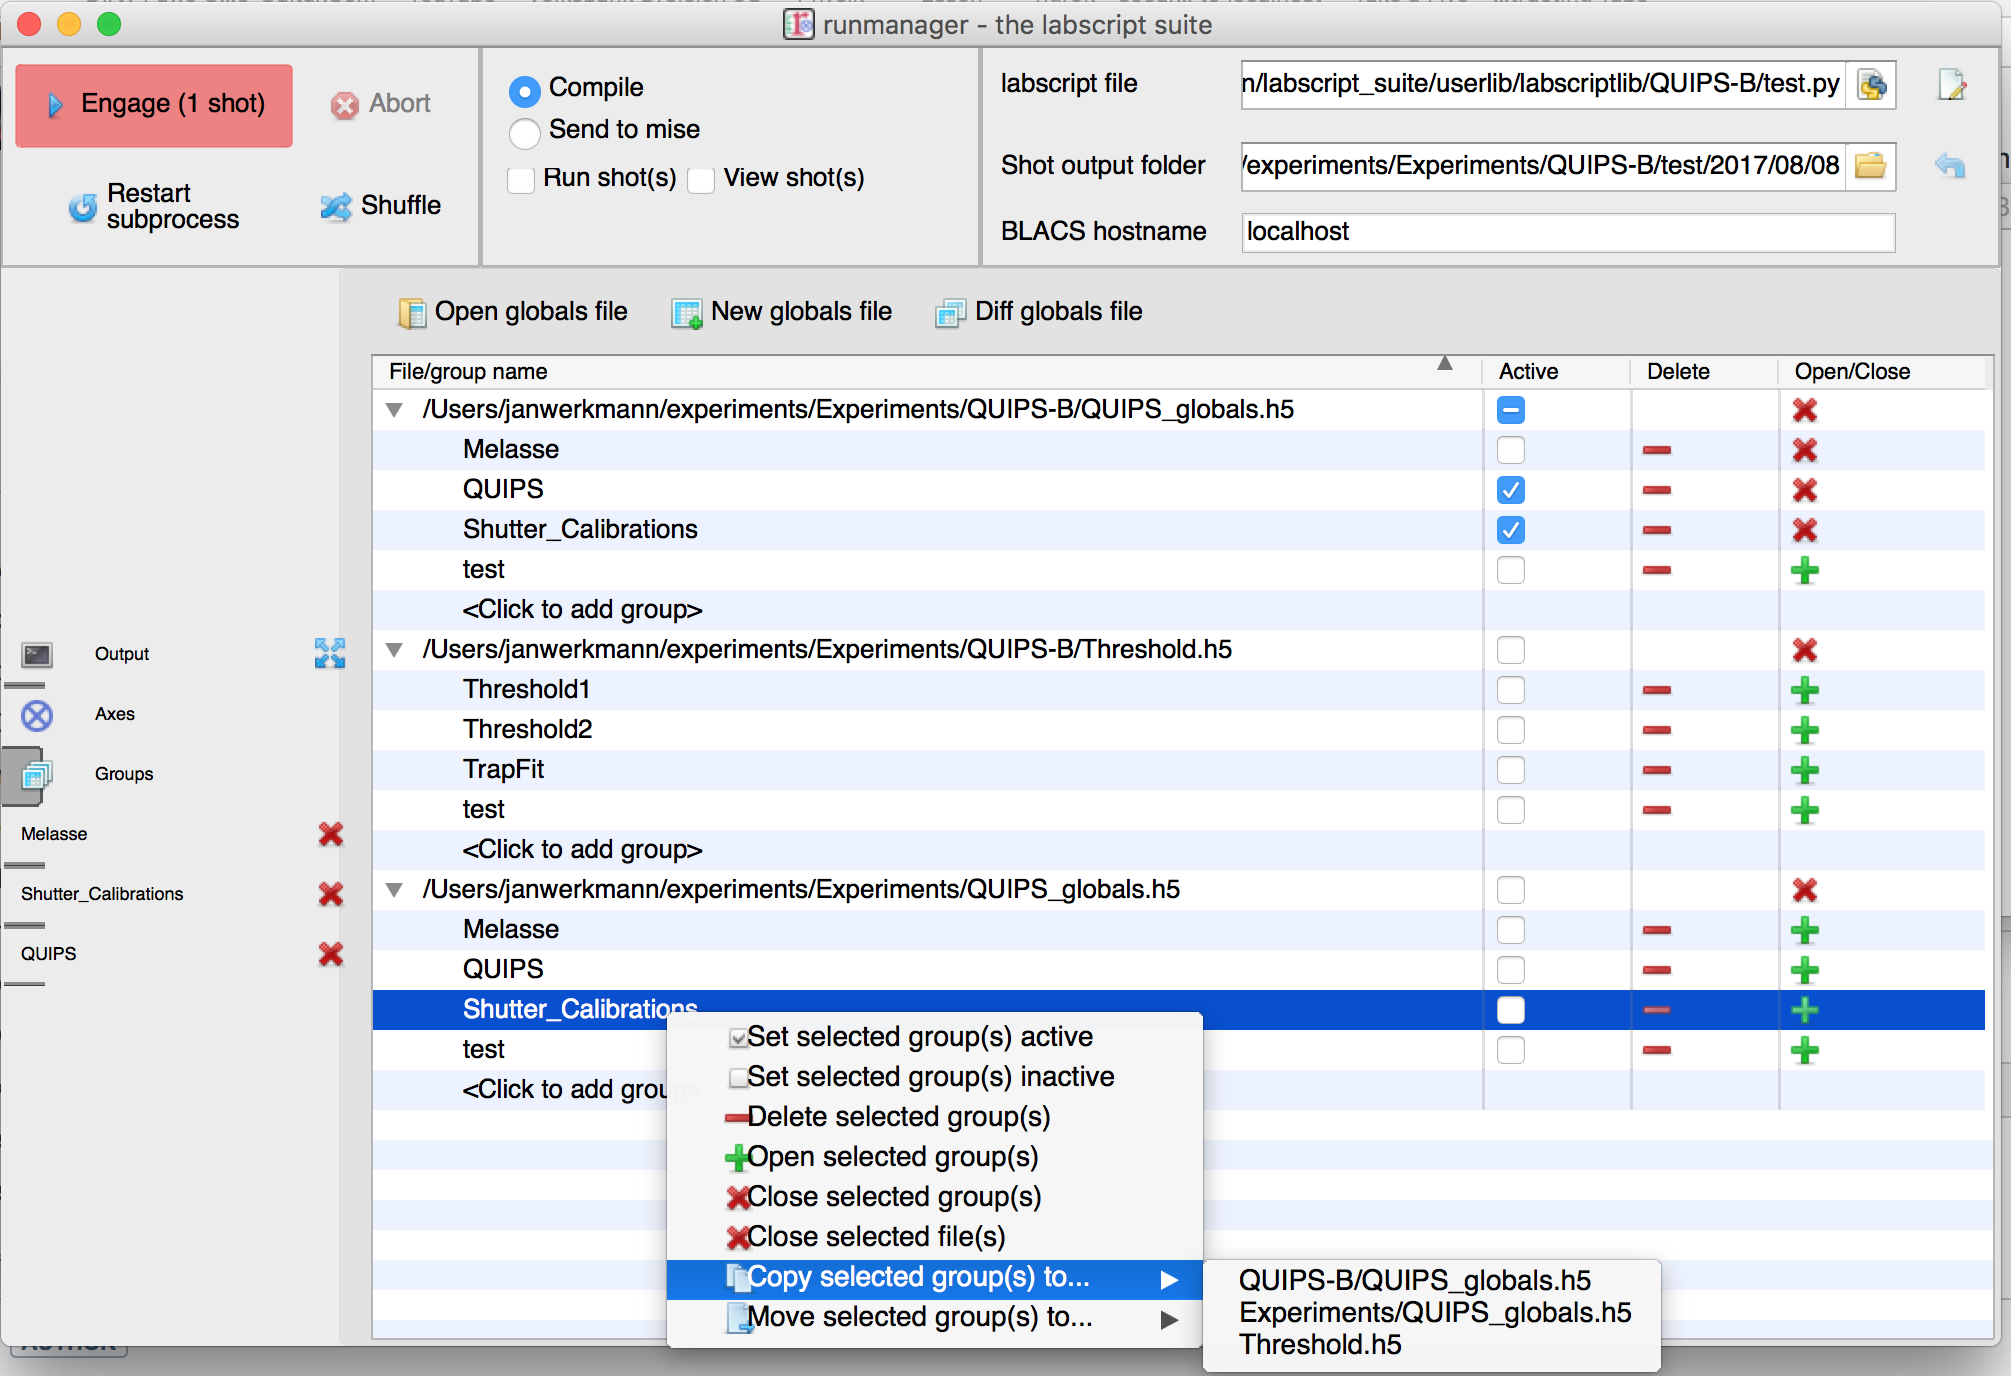 runmanager - the labscript suite
Engage (1 shot)
Abort
Restart subprocess
Shuffle
Compile
Send to mise
Run shot(s)
View shot(s)
labscript file
n/labscript_suite/userlib/labscriptlib/QUIPS-B/test.py
Shot output folder
/experiments/Experiments/QUIPS-B/test/2017/08/08
BLACS hostname
localhost
Open globals file
New globals file
Diff globals file
Output
Axes
Groups
Melasse
Shutter_Calibrations
QUIPS
File/group name
Active
Delete
Open/Close
/Users/janwerkmann/experiments/Experiments/QUIPS-B/QUIPS_globals.h5
Melasse
QUIPS
Shutter_Calibrations
test
<Click to add group>
/Users/janwerkmann/experiments/Experiments/QUIPS-B/Threshold.h5
Threshold1
Threshold2
TrapFit
test
<Click to add group>
/Users/janwerkmann/experiments/Experiments/QUIPS_globals.h5
Melasse
QUIPS
Shutter_Calibrations
test
<Click to add group>
Set selected group(s) active
Set selected group(s) inactive
Delete selected group(s)
Open selected group(s)
Close selected group(s)
Close selected file(s)
Copy selected group(s) to...
Move selected group(s) to...
QUIPS-B/QUIPS_globals.h5
Experiments/QUIPS_globals.h5
Threshold.h5